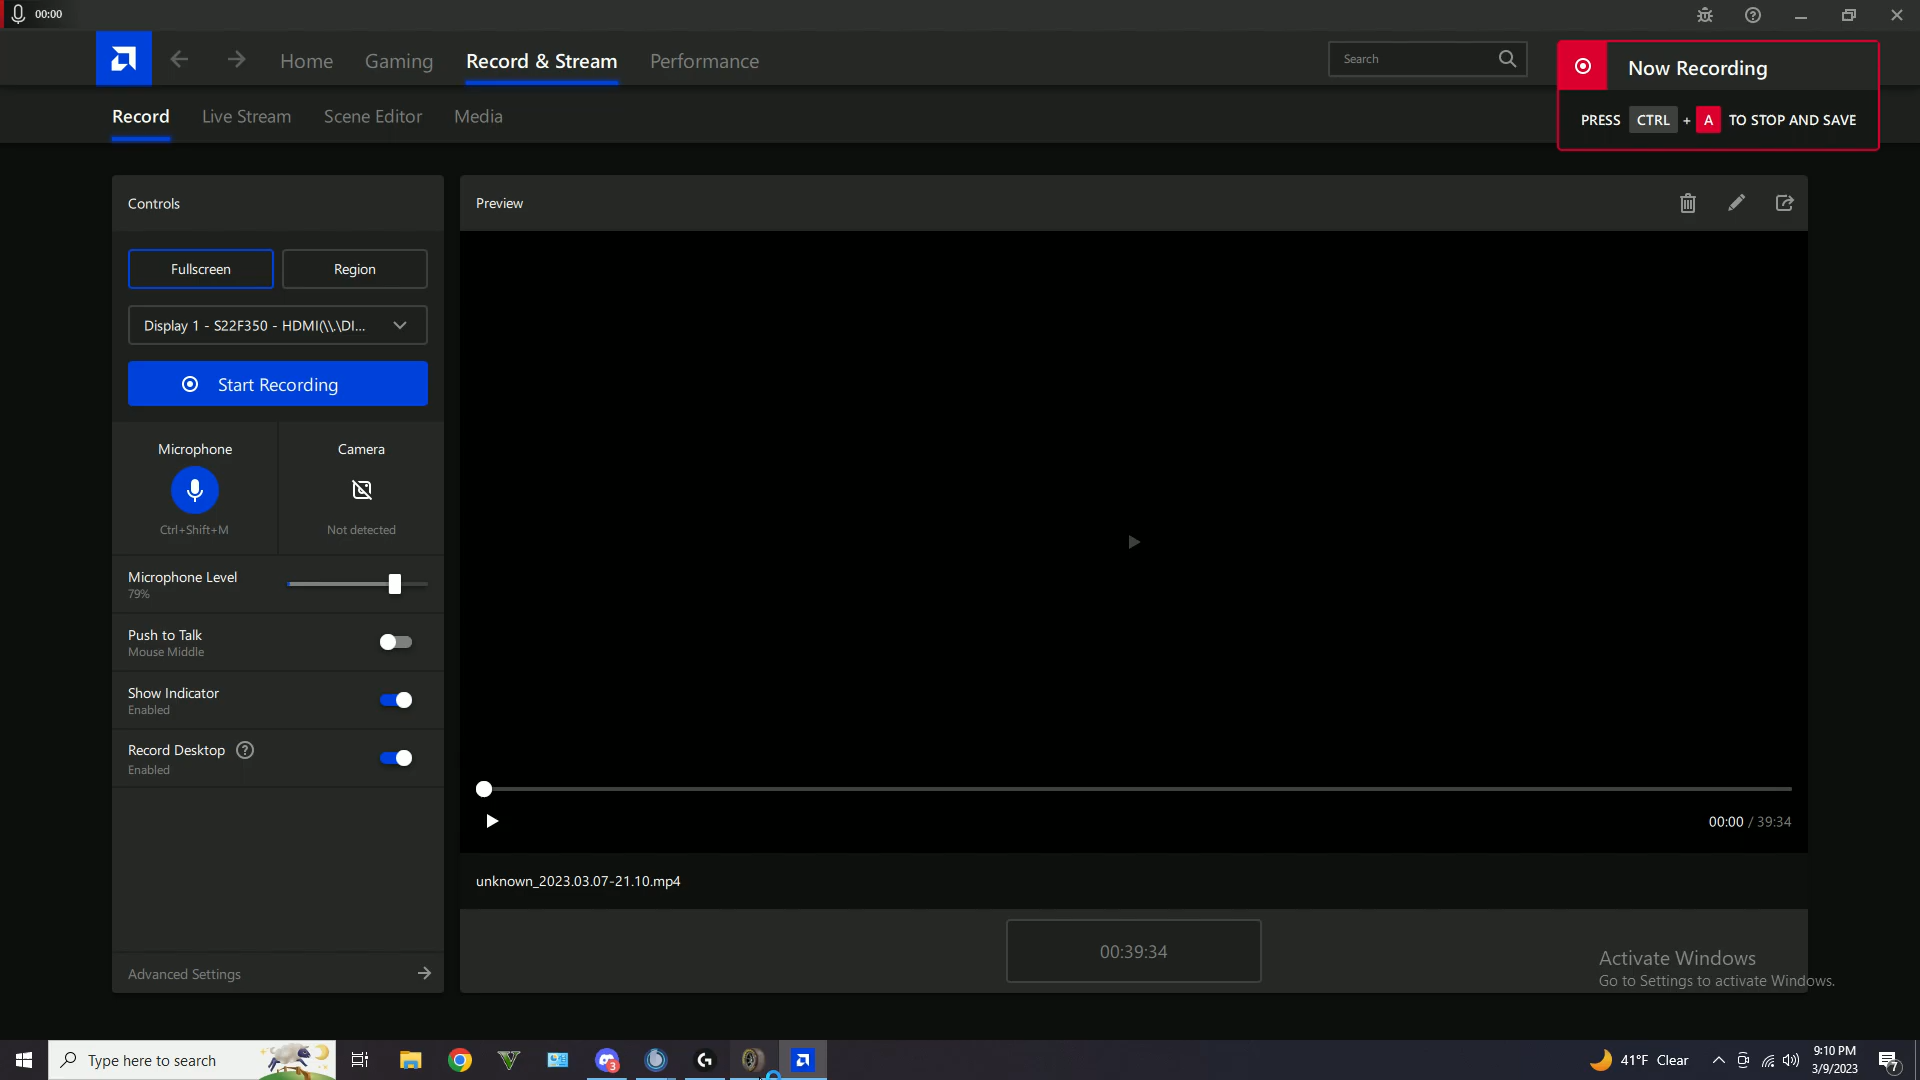 00:00
Home
Gaming
Record & Stream
Performance
Search
Now Recording
PRESS CTRL + A TO STOP AND SAVE
Record
Live Stream
Scene Editor
Media
Controls
Fullscreen
Region
Display 1 - S22F350 - HDMI(\\.\DI...
Start Recording
Microphone
Ctrl+Shift+M
Camera
Not detected
Microphone Level
79%
Push to Talk
Mouse Middle
Show Indicator
Enabled
Record Desktop
Enabled
Advanced Settings
Preview
00:00 / 39:34
unknown_2023.03.07-21.10.mp4
00:39:34
Activate Windows
Go to Settings to activate Windows.
Type here to search
3
41°F Clear
9:10 PM
3/9/2023
7